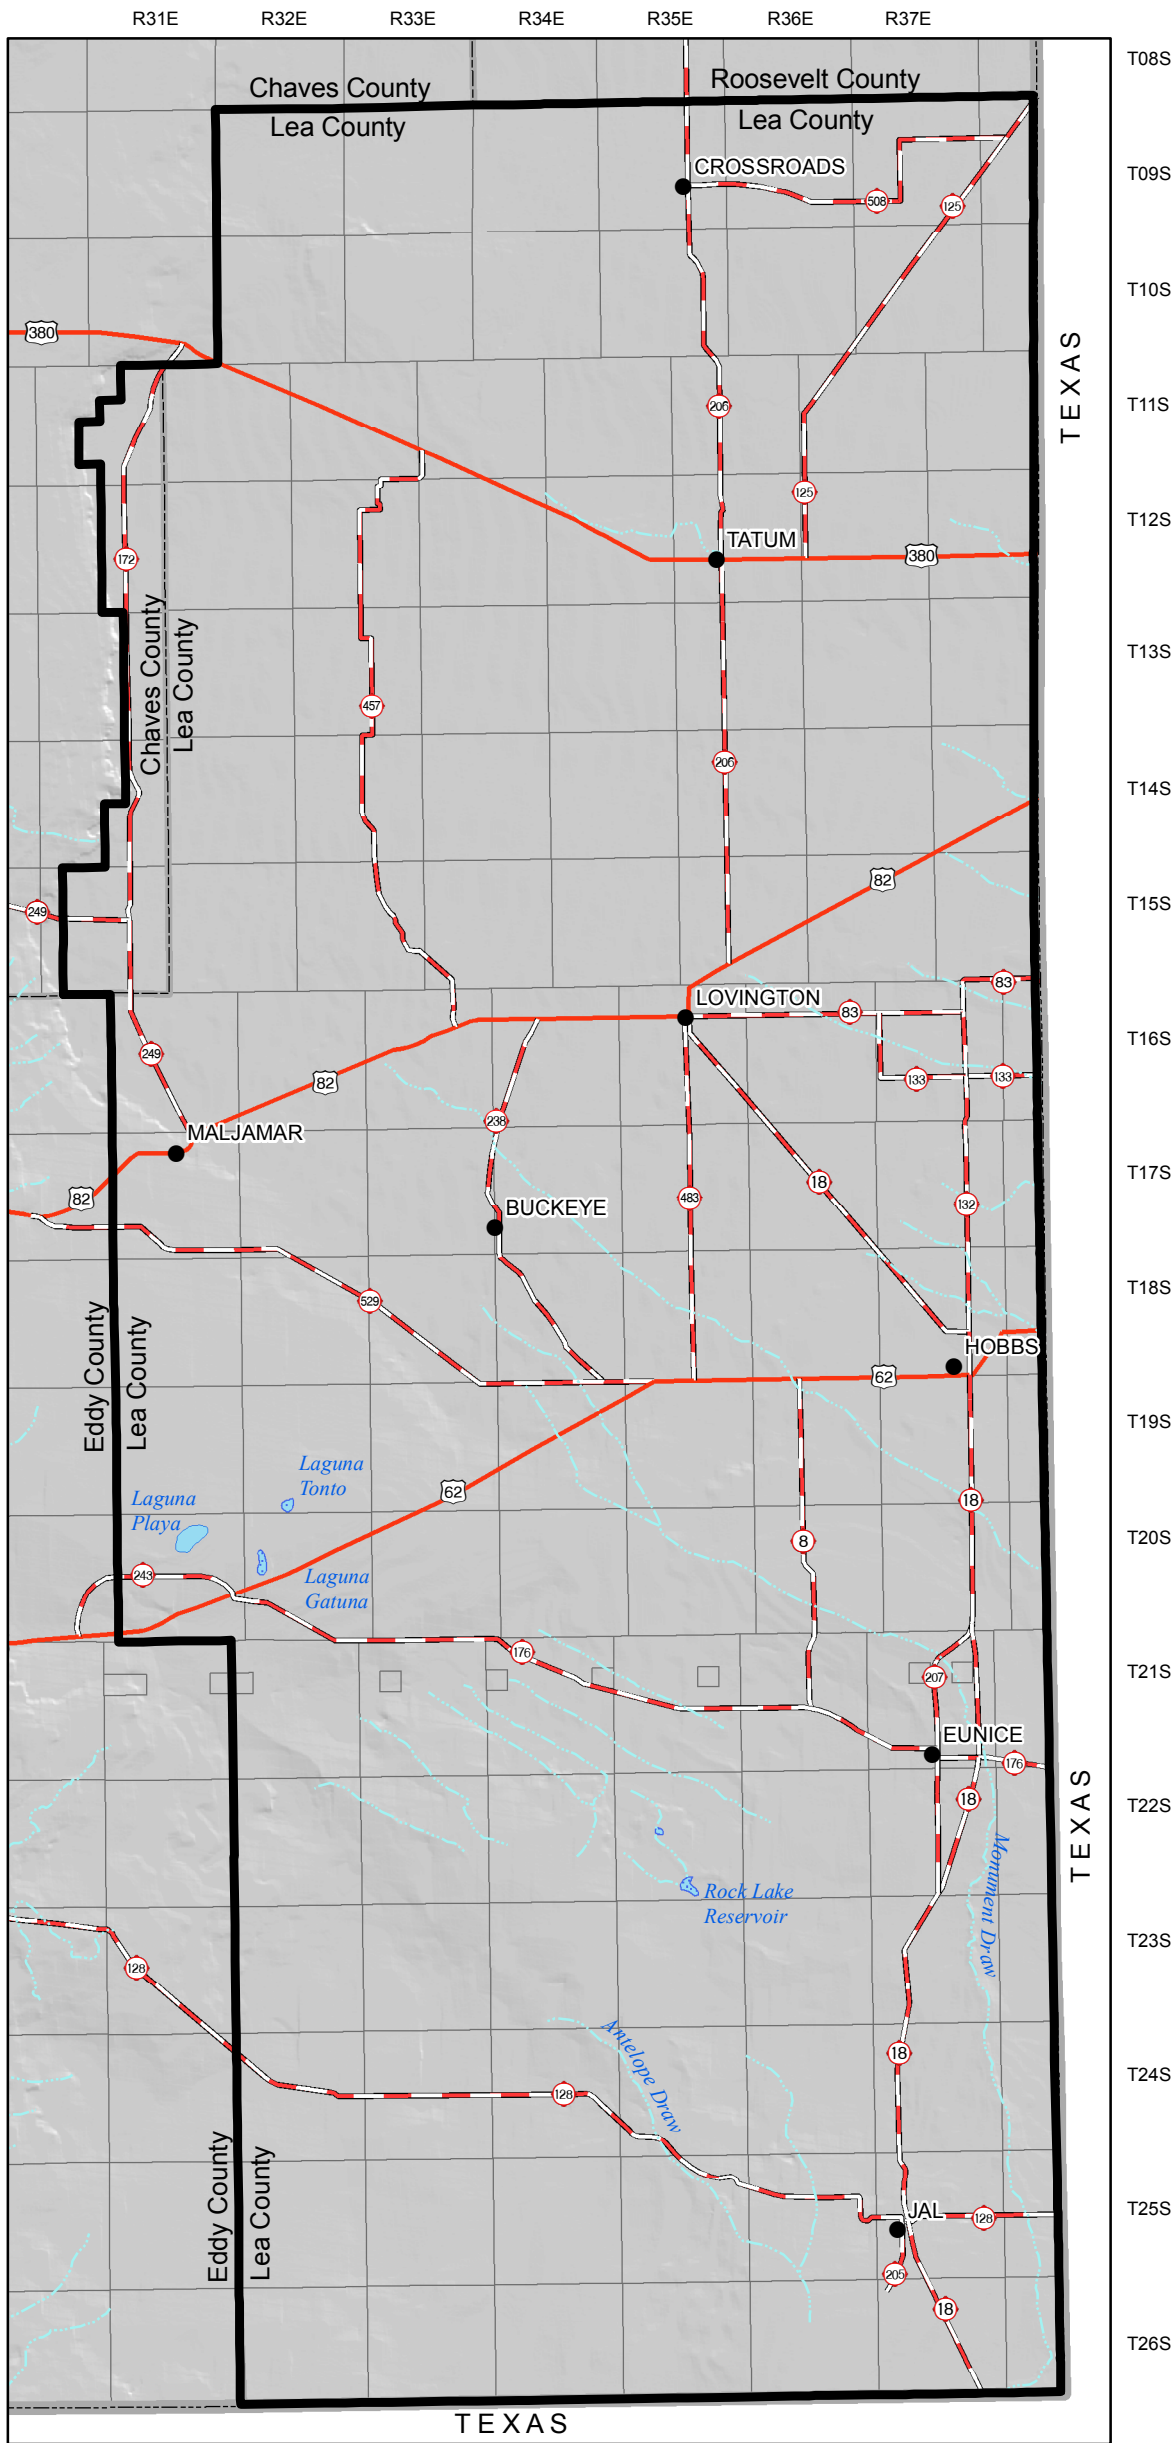 R31E R32E R33E R34E R35E R36E R37E
T08S
Chaves County
Roosevelt County
Lea County
Lea County
CROSSROADS
T09S
508
125
T10S
380
TEXAS
206
T11S
125
T12S
TATUM
380
172
Chaves County
Lea County
T13S
457
206
T14S
82
249
T15S
83
LOVINGTON
83
T16S
249
82
133
133
238
MALJAMAR
T17S
82
18
483
132
BUCKEYE
T18S
529
Eddy County
Lea County
HOBBS
62
T19S
Laguna
Tonto
62
Laguna
Playa
18
T20S
8
243
Laguna
Gatuna
176
T21S
207
EUNICE
176
18
T22S
TEXAS
Monument Draw
Rock Lake
Reservoir
T23S
128
Antelope Draw
18
T24S
128
Eddy County
Lea County
T25S
JAL
128
205
18
T26S
TEXAS